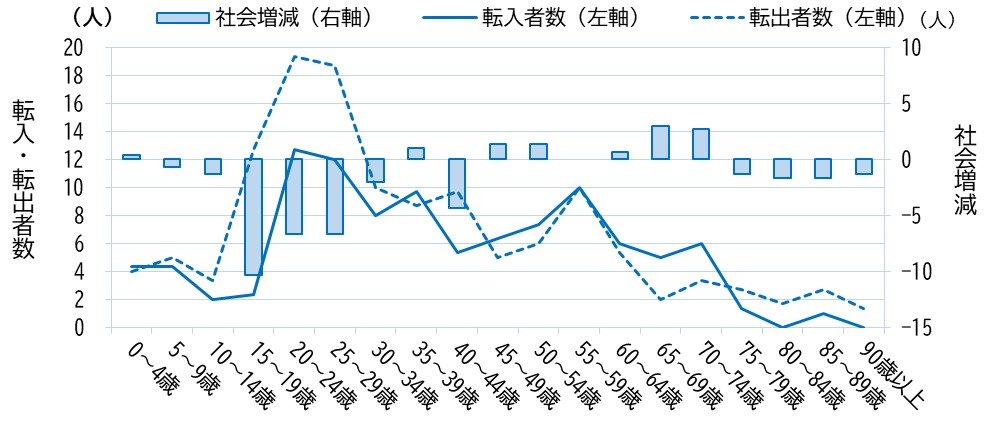 (人) 社会増減（右軸） 転入者数（左軸） 転出者数（左軸） (人)
転入・転出者数
20
18
16
14
12
10
8
6
4
2
0
10
5
0
−5
−10
−15
社会増減
0～4歳
5～9歳
10～14歳
15～19歳
20～24歳
25～29歳
30～34歳
35～39歳
40～44歳
45～49歳
50～54歳
55～59歳
60～64歳
65～69歳
70～74歳
75～79歳
80～84歳
85～89歳
90歳以上